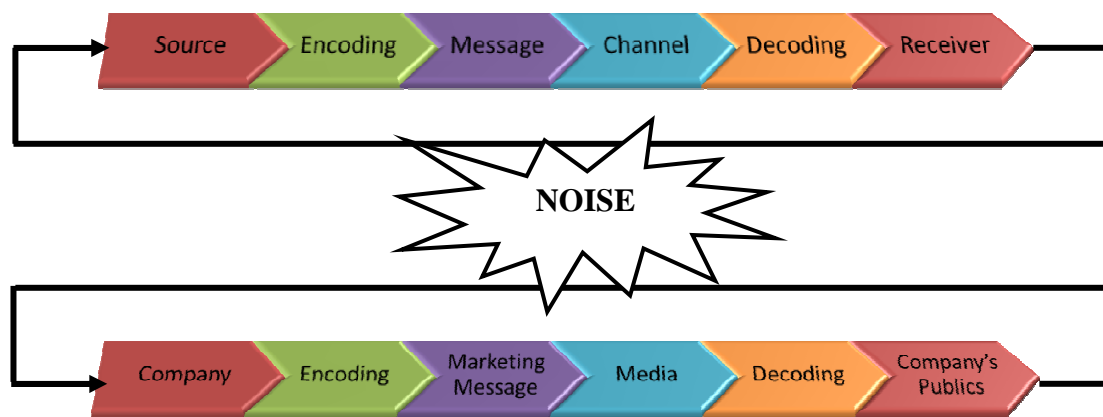 Source Encoding Message Channel Decoding Receiver
NOISE
Company Encoding Marketing Message Media Decoding Company's Publics